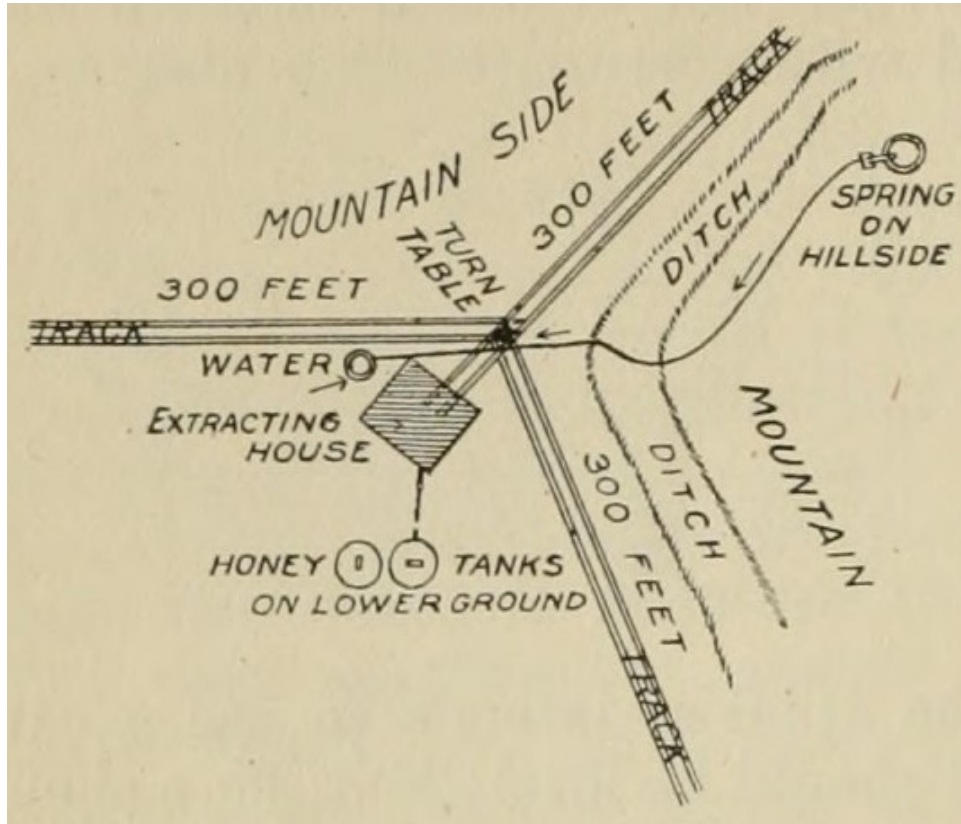 MOUNTAIN SIDE
300 FEET
TRACK
TURN
TABLE
300 FEET
TRACK
DITCH
SPRING
ON
HILLSIDE
WATER
EXTRACTING
HOUSE
MOUNTAIN
DITCH
300 FEET
TRACK
HONEY TANKS
ON LOWER GROUND